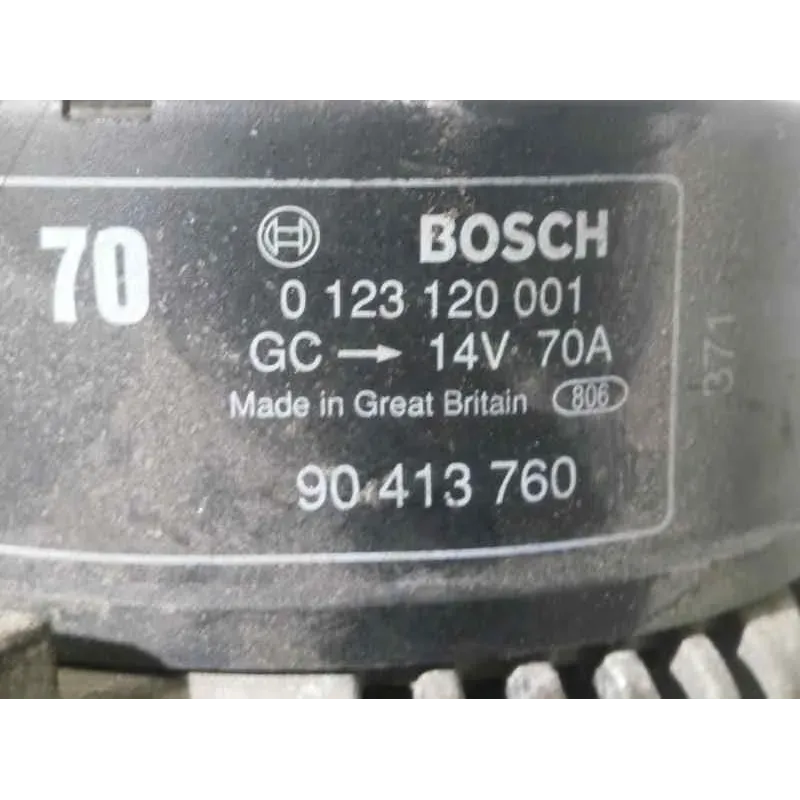 70
BOSCH
0 123 120 001
GC → 14V 70A
Made in Great Britain 806
90 413 760
371